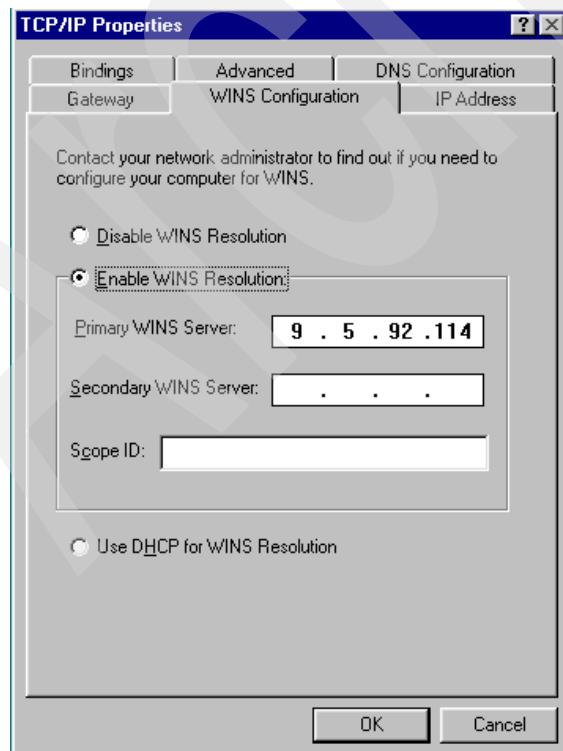 TCP/IP Properties
Bindings Advanced DNS Configuration
Gateway WINS Configuration IP Address
Contact your network administrator to find out if you need to
configure your computer for WINS.
Disable WINS Resolution
Enable WINS Resolution:
Primary WINS Server: 9 . 5 . 92 .114
Secondary WINS Server: . . .
Scope ID:
Use DHCP for WINS Resolution
OK Cancel